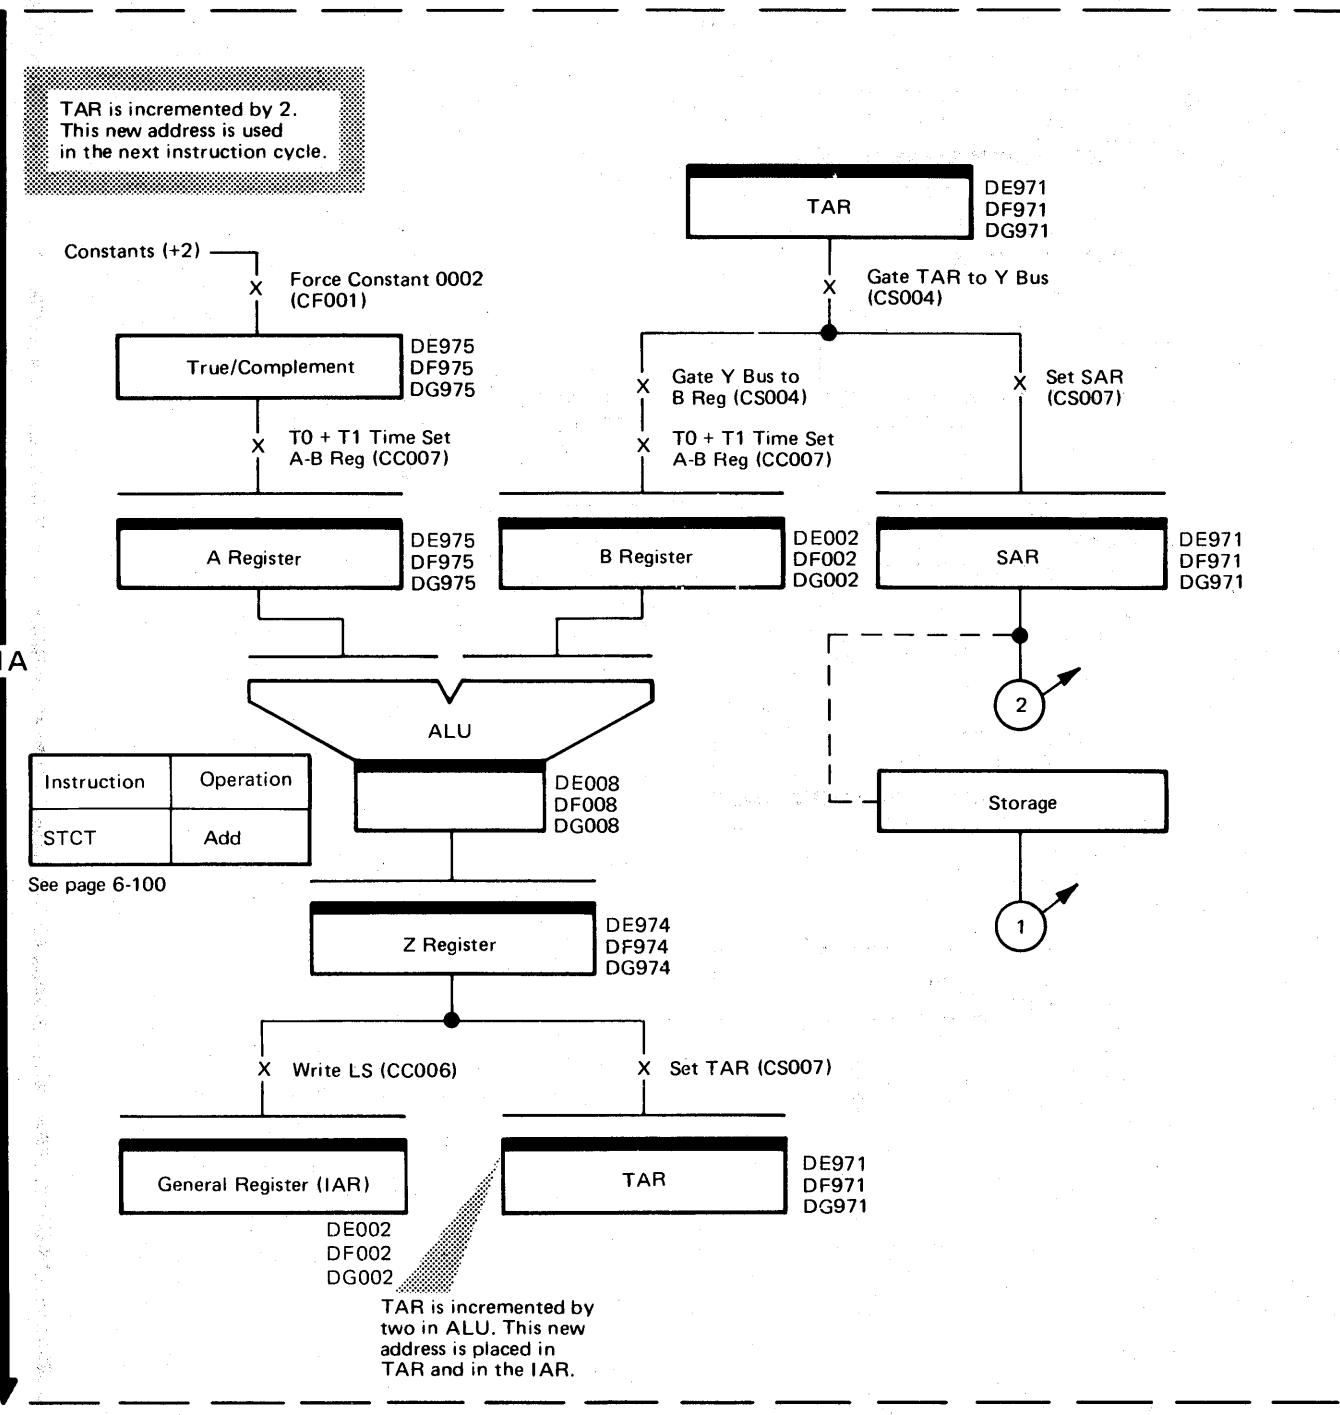 TAR is incremented by 2.
This new address is used
in the next instruction cycle.
TAR
DE971
DF971
DG971
Constants (+2)
Force Constant 0002
(CF001)
Gate TAR to Y Bus
(CS004)
True/Complement
DE975
DF975
DG975
Gate Y Bus to
B Reg (CS004)
Set SAR
(CS007)
T0 + T1 Time Set
A-B Reg (CC007)
T0 + T1 Time Set
A-B Reg (CC007)
A Register
DE975
DF975
DG975
B Register
DE002
DF002
DG002
SAR
DE971
DF971
DG971
2
ALU
Instruction Operation
STCT Add
See page 6-100
DE008
DF008
DG008
Storage
1
Z Register
DE974
DF974
DG974
Write LS (CC006)
Set TAR (CS007)
General Register (IAR)
DE002
DF002
DG002
TAR
DE971
DF971
DG971
TAR is incremented by
two in ALU. This new
address is placed in
TAR and in the IAR.